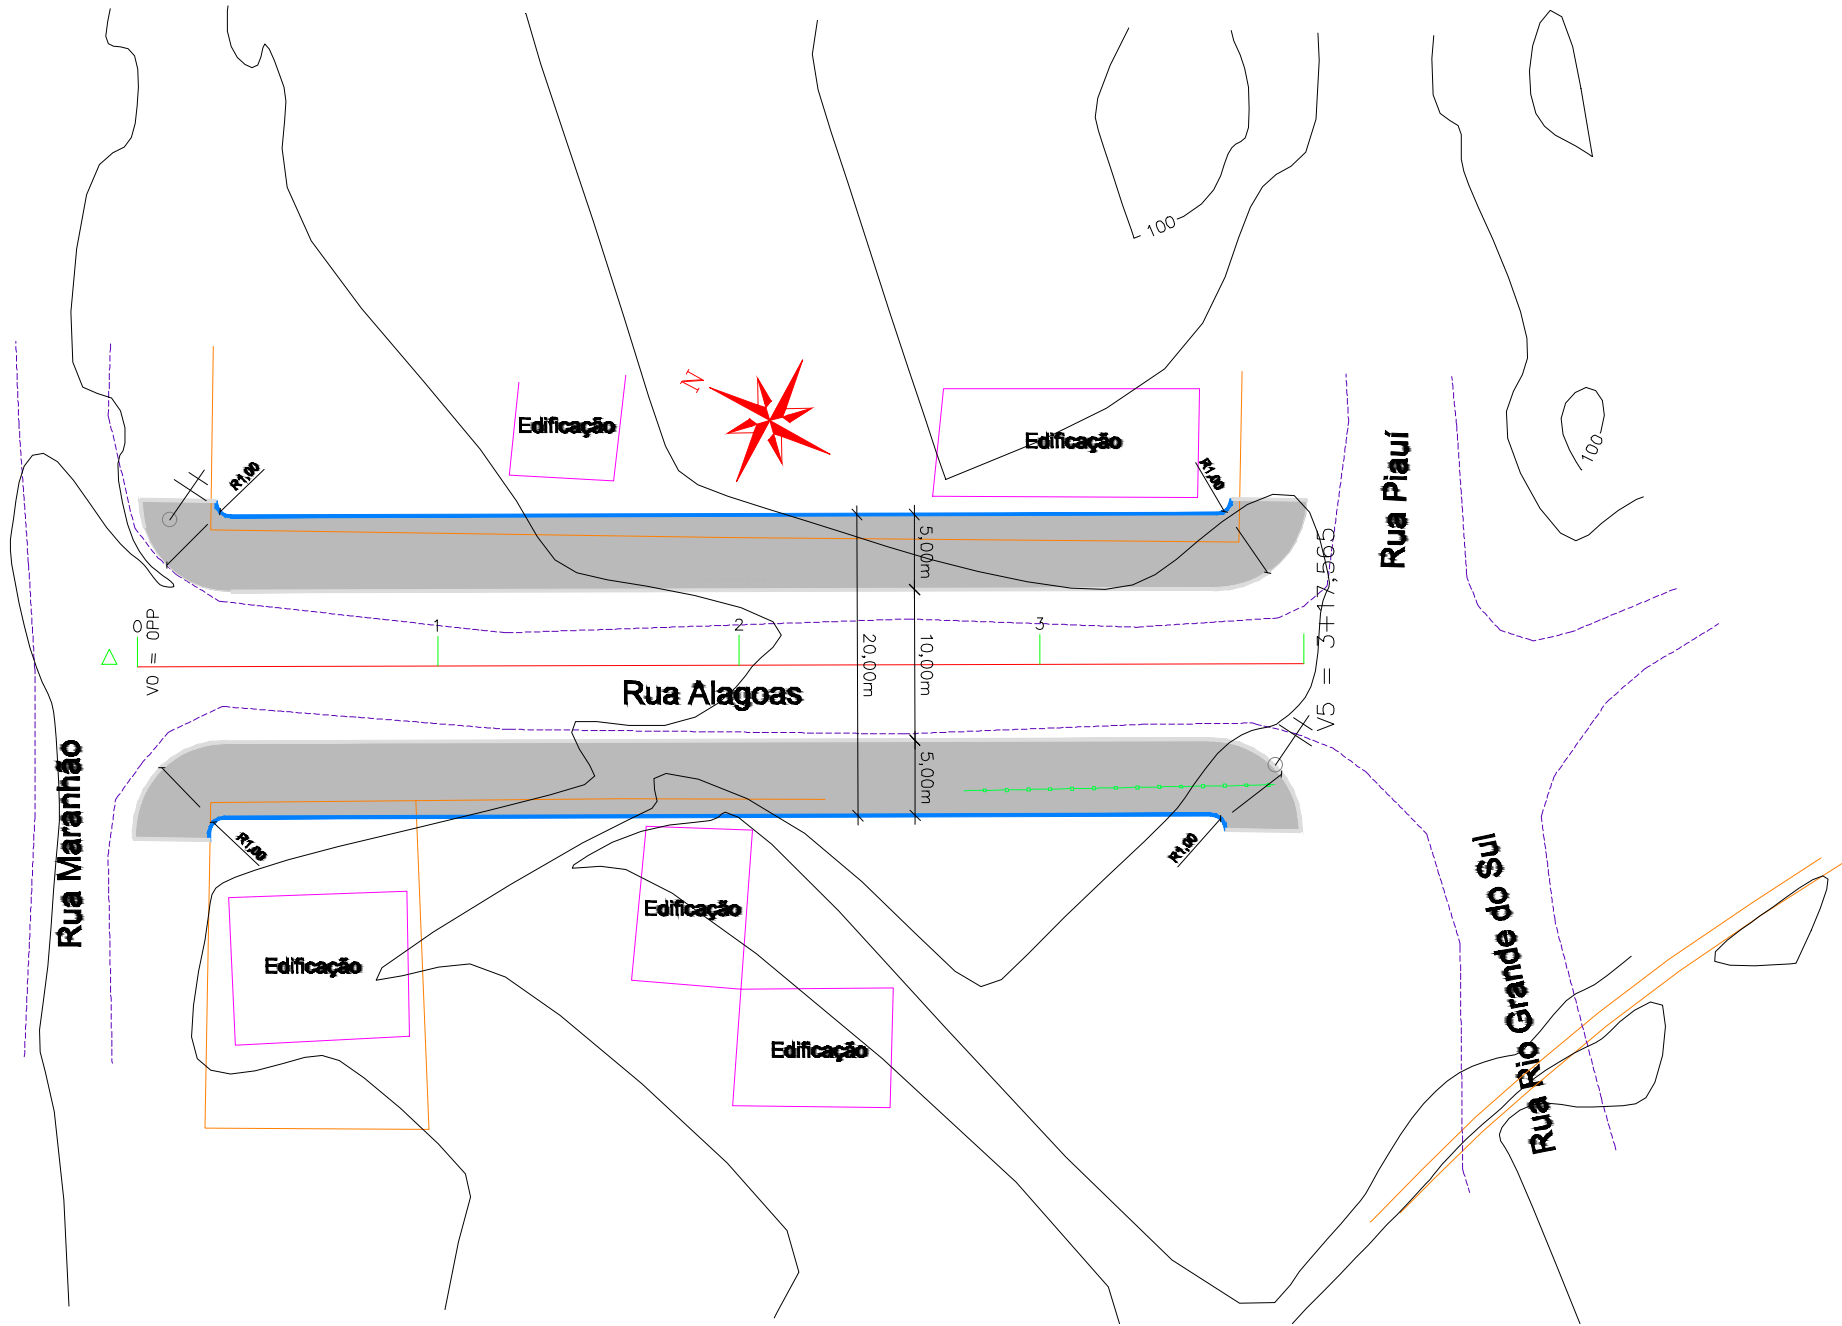 100
N
Edificação
Edificação
100
Rua Piauí
R1,00
R1,00
5,00m
V5 = 3+17,565
0
1
2
3
V0 = 0PP
20,00m
10,00m
Rua Alagoas
Rua Maranhão
5,00m
R1,00
R1,00
Edificação
Edificação
Edificação
Rua Rio Grande do Sul